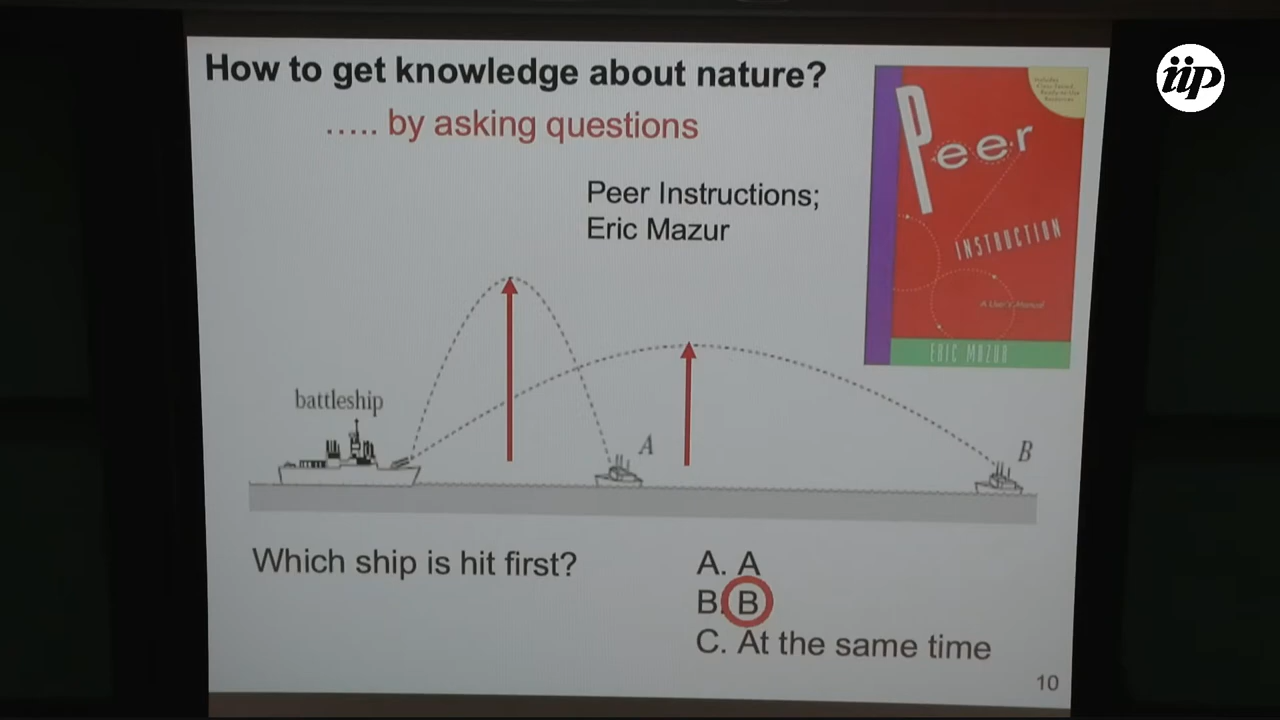 How to get knowledge about nature?
..... by asking questions
Peer Instructions;
Eric Mazur
Peer
INSTRUCTION
A User's Manual
ERIC MAZUR
iip
battleship
A
B
Which ship is hit first?
A. A
B. B
C. At the same time
10